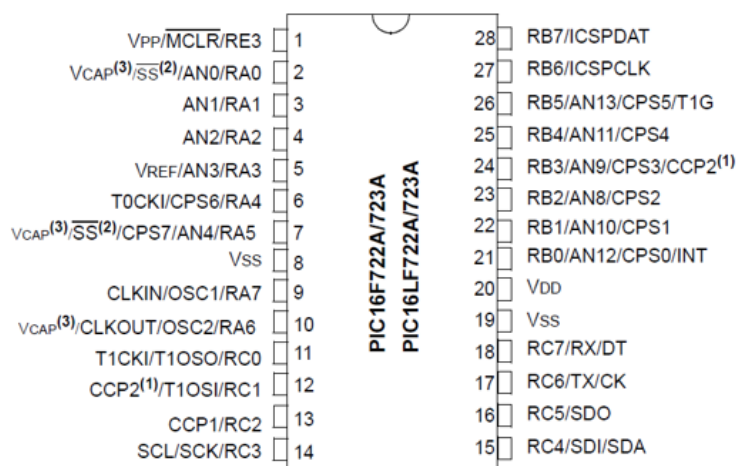 VPP/MCLR/RE3 1
VCAP(3)/SS(2)/AN0/RA0 2
AN1/RA1 3
AN2/RA2 4
VREF/AN3/RA3 5
T0CKI/CPS6/RA4 6
VCAP(3)/SS(2)/CPS7/AN4/RA5 7
VSS 8
CLKIN/OSC1/RA7 9
VCAP(3)/CLKOUT/OSC2/RA6 10
T1CKI/T1OSO/RC0 11
CCP2(1)/T1OSI/RC1 12
CCP1/RC2 13
SCL/SCK/RC3 14
PIC16F722A/723A
PIC16LF722A/723A
28 RB7/ICSPDAT
27 RB6/ICSPCLK
26 RB5/AN13/CPS5/T1G
25 RB4/AN11/CPS4
24 RB3/AN9/CPS3/CCP2(1)
23 RB2/AN8/CPS2
22 RB1/AN10/CPS1
21 RB0/AN12/CPS0/INT
20 VDD
19 VSS
18 RC7/RX/DT
17 RC6/TX/CK
16 RC5/SDO
15 RC4/SDI/SDA